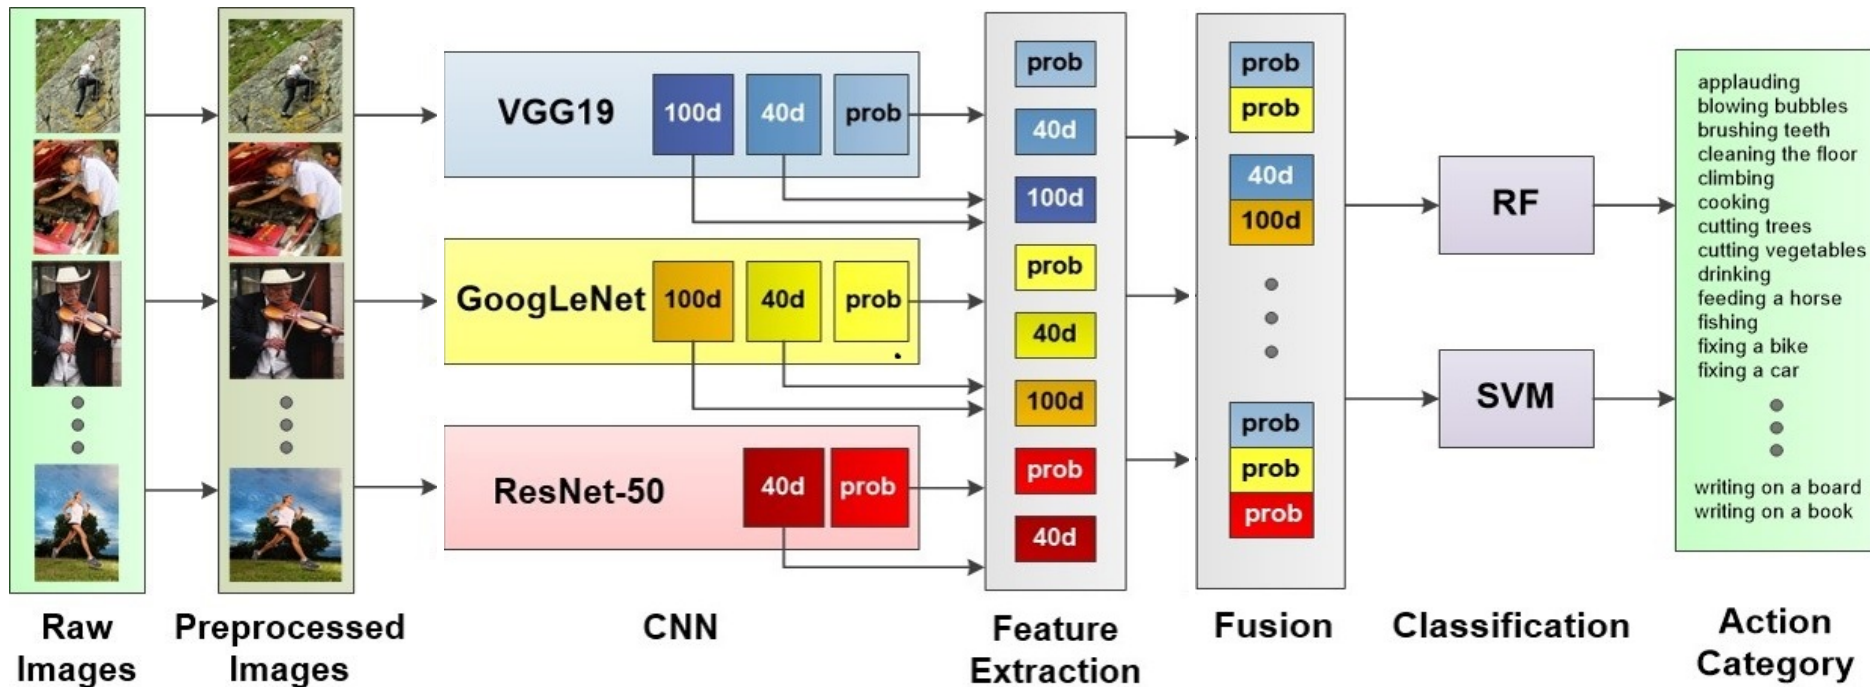 VGG19
100d
40d
prob
GoogLeNet
100d
40d
prob
ResNet-50
40d
prob
prob
40d
100d
prob
40d
100d
prob
40d
prob
prob
40d
100d
prob
prob
prob
RF
SVM
applauding
blowing bubbles
brushing teeth
cleaning the floor
climbing
cooking
cutting trees
cutting vegetables
drinking
feeding a horse
fishing
fixing a bike
fixing a car
writing on a board
writing on a book
Raw
Images
Preprocessed
Images
CNN
Feature
Extraction
Fusion
Classification
Action
Category